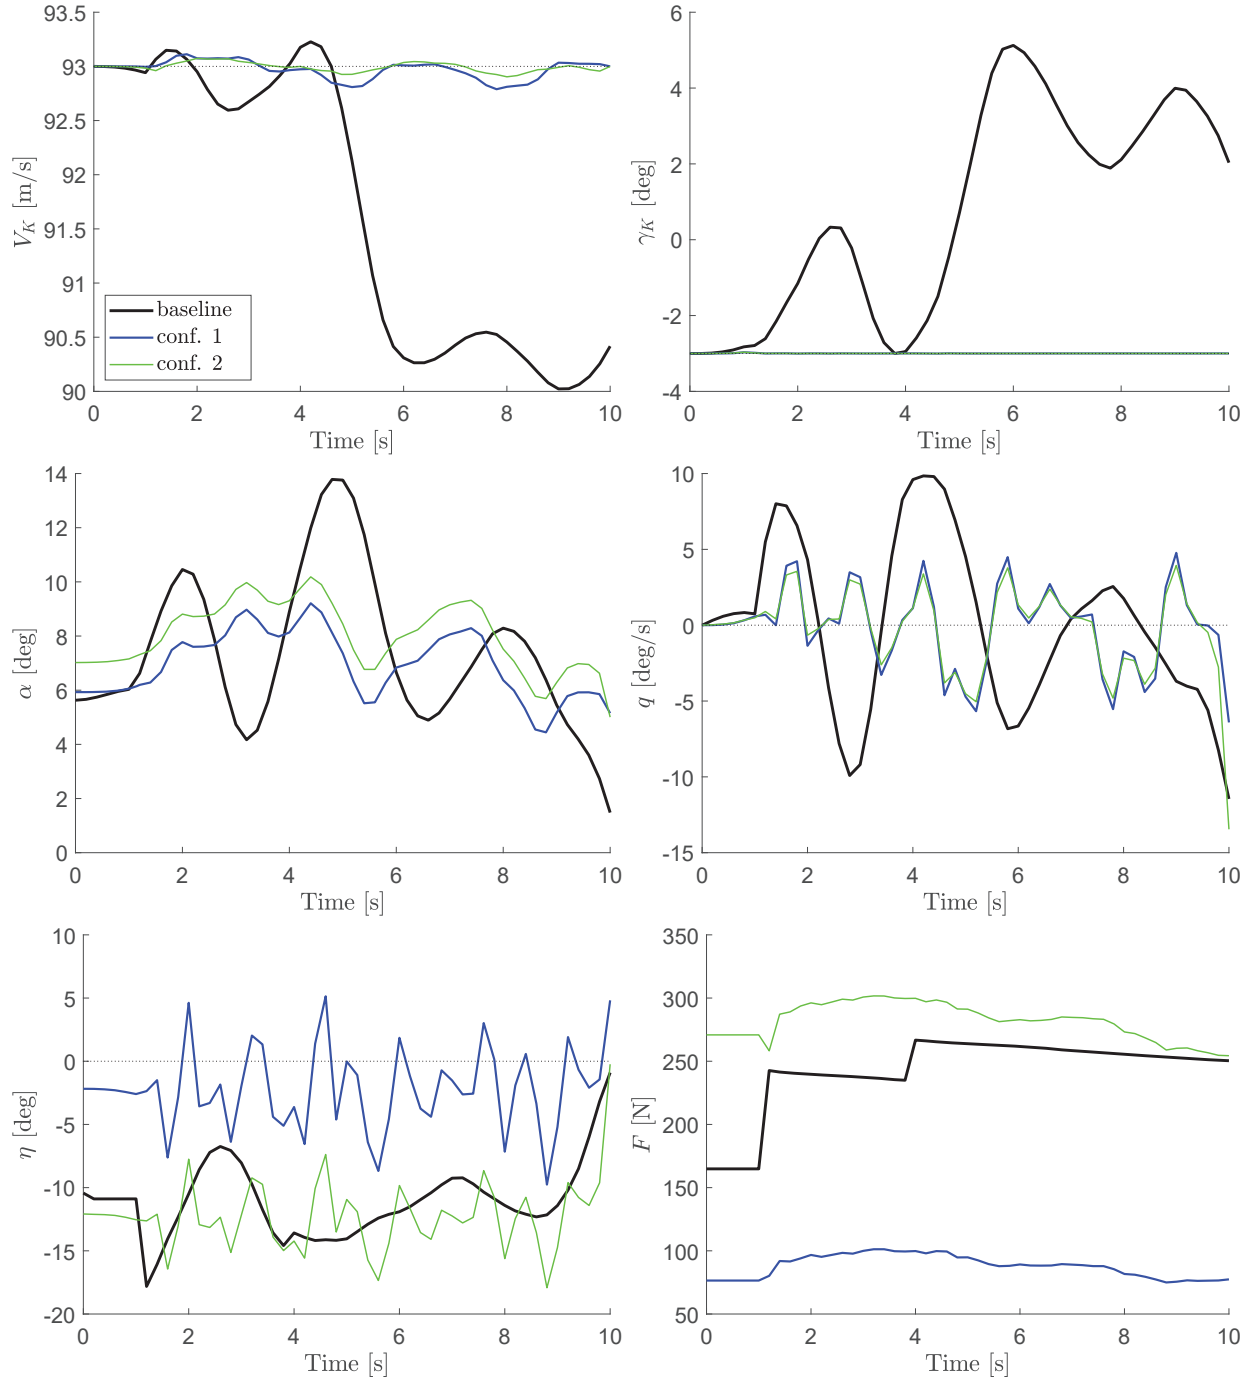 93.5
93
92.5
92
91.5
91
90.5
90
V_K [m/s]
baseline
conf. 1
conf. 2
0 2 4 6 8 10
Time [s]
6
4
2
0
-2
-4
γ_K [deg]
0 2 4 6 8 10
Time [s]
14
12
10
8
6
4
2
0
α [deg]
0 2 4 6 8 10
Time [s]
10
5
0
-5
-10
-15
q [deg/s]
0 2 4 6 8 10
Time [s]
10
5
0
-5
-10
-15
-20
η [deg]
0 2 4 6 8 10
Time [s]
350
300
250
200
150
100
50
F [N]
0 2 4 6 8 10
Time [s]